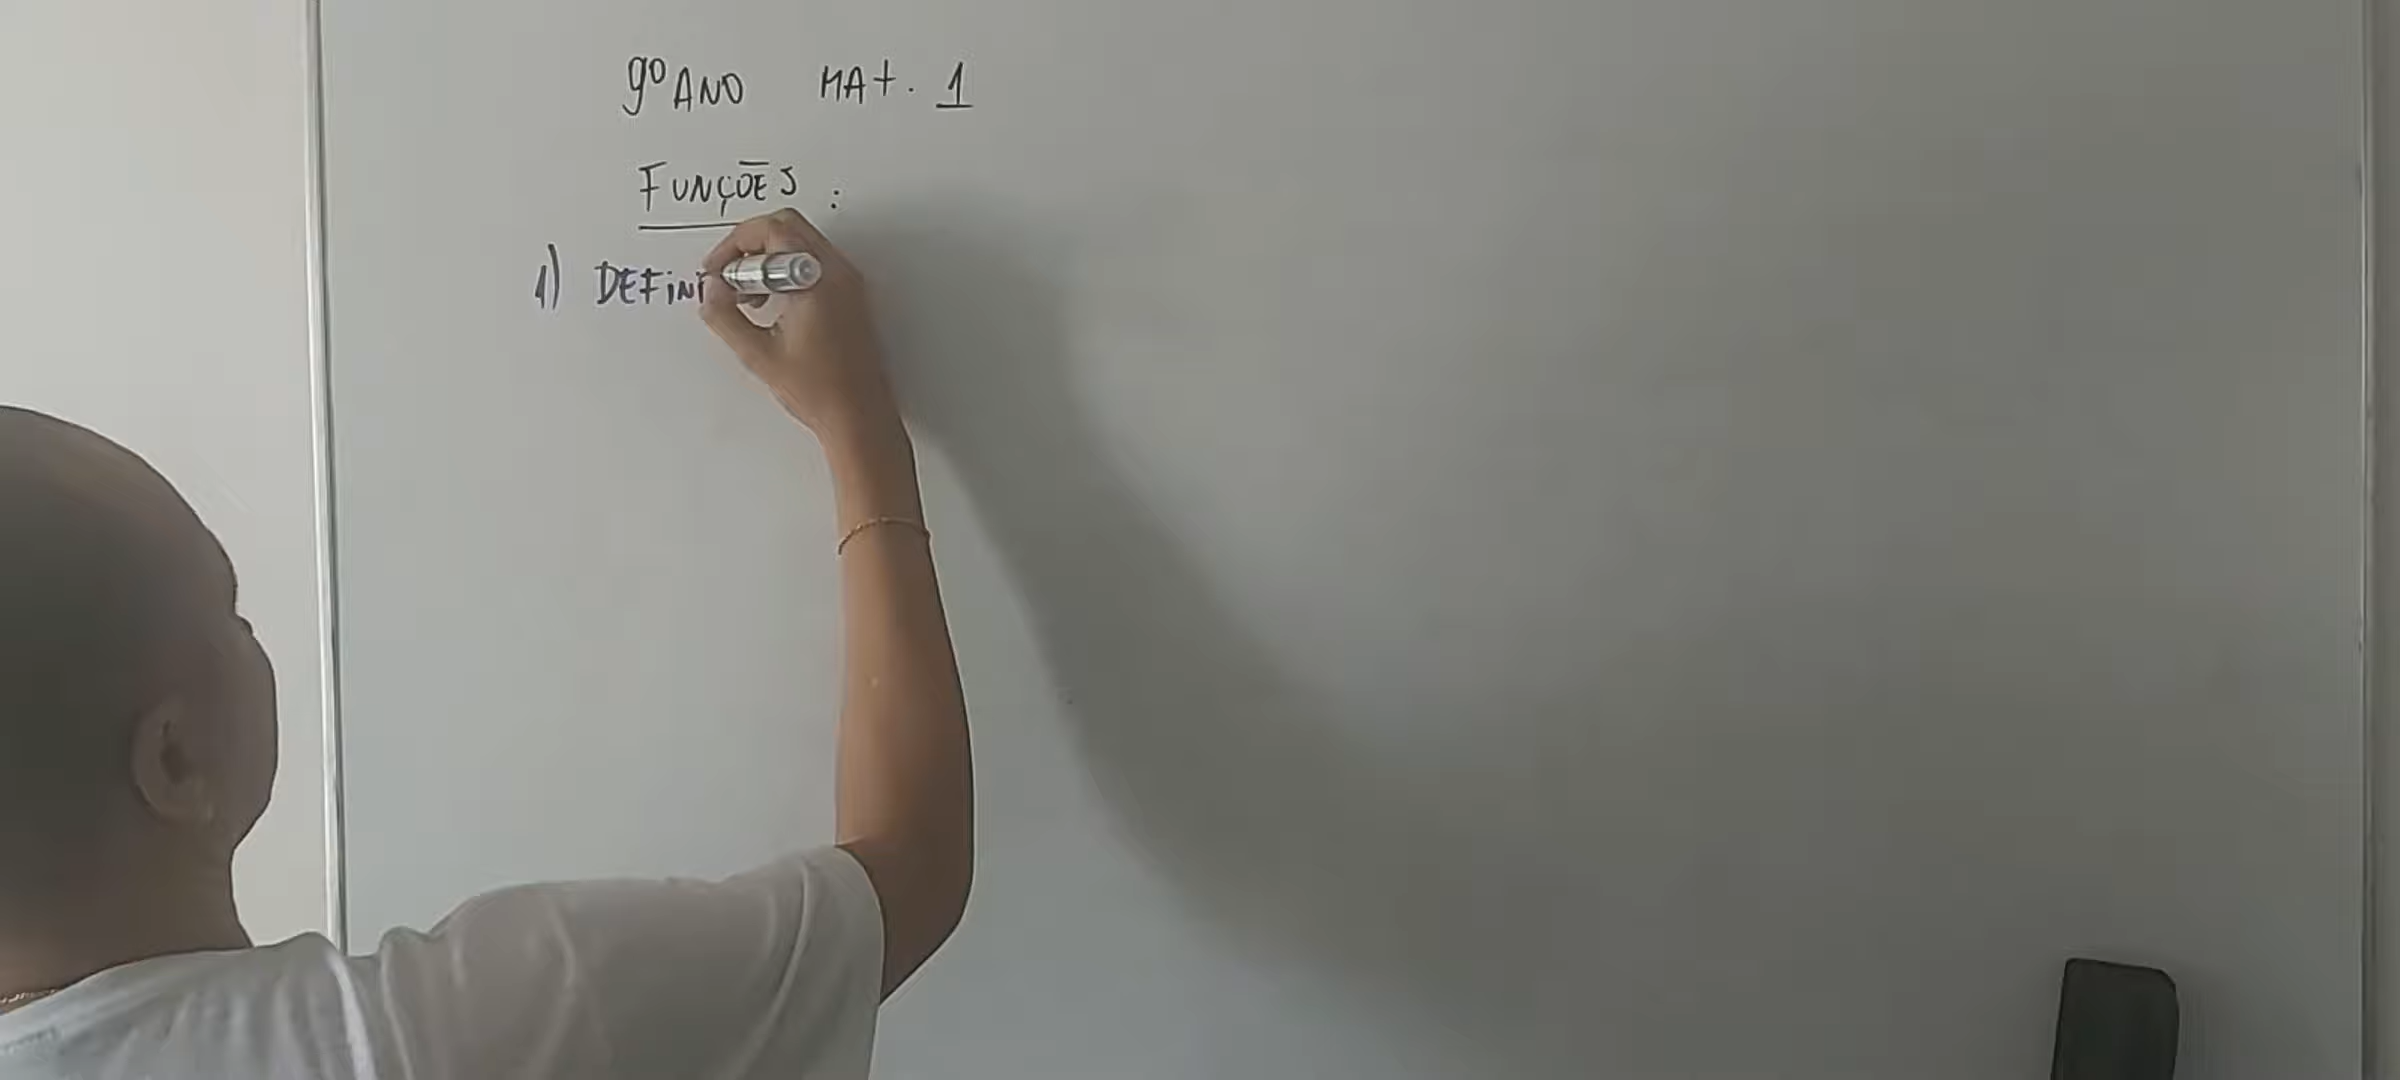 9º ANO MAT. 1
FUNÇÕES :
1) DEFINI